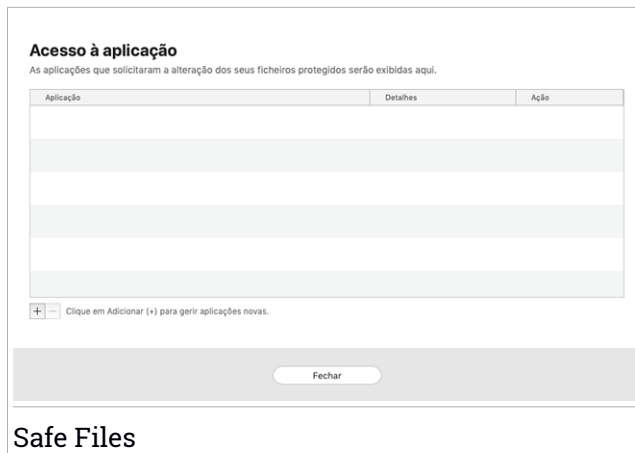 Acesso à aplicação
As aplicações que solicitaram a alteração dos seus ficheiros protegidos serão exibidas aqui.
Aplicação Detalhes Ação
+ − Clique em Adicionar (+) para gerir aplicações novas.
Fechar
Safe Files